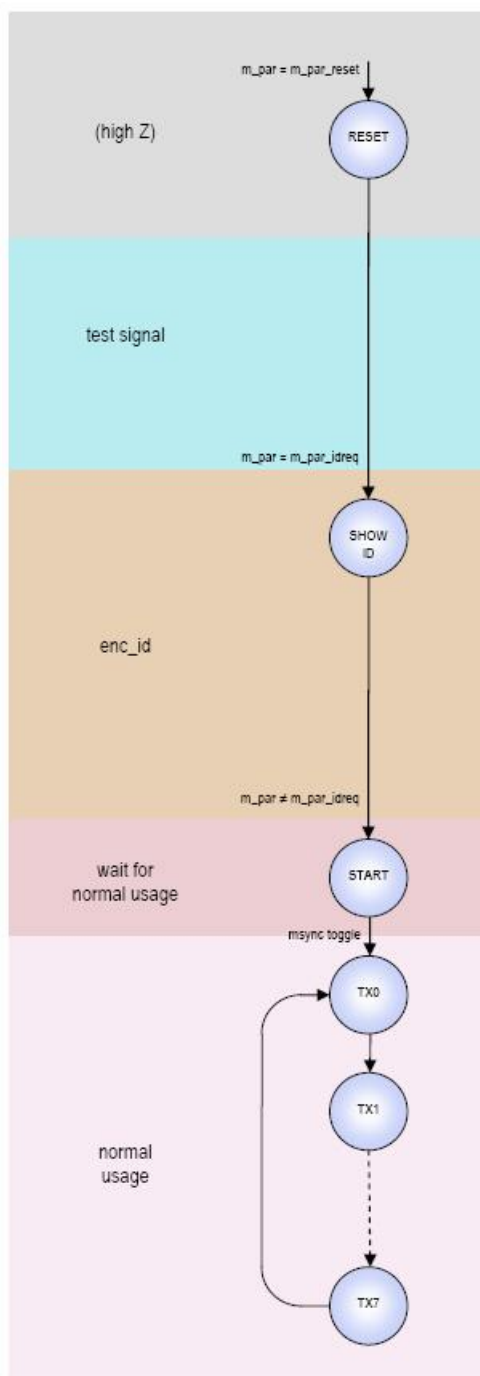 m_par = m_par_reset
(high Z)
RESET
test signal
m_par = m_par_idreq
SHOW
ID
enc_id
m_par ≠ m_par_idreq
wait for
normal usage
START
msync toggle
TX0
TX1
normal
usage
TX7